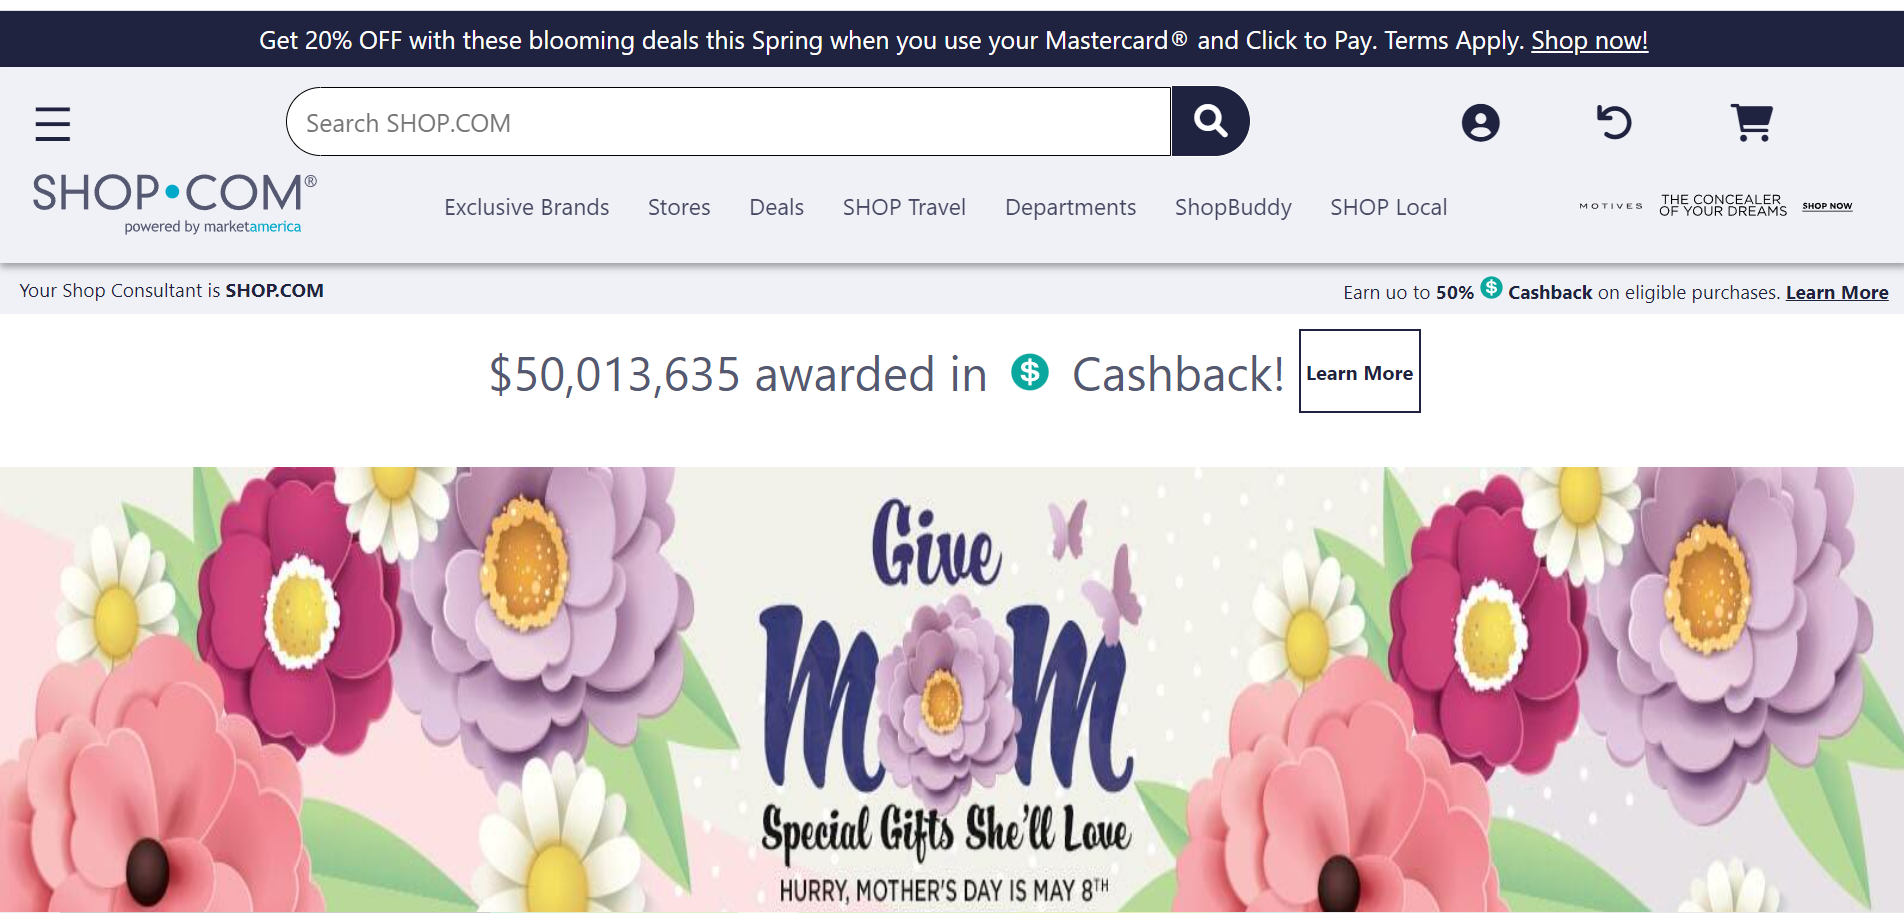 Get 20% OFF with these blooming deals this Spring when you use your Mastercard® and Click to Pay. Terms Apply. Shop now!
Search SHOP.COM
SHOP•COM®
powered by marketamerica
Exclusive Brands Stores Deals SHOP Travel Departments ShopBuddy SHOP Local
MOTIVES
THE CONCEALER
OF YOUR DREAMS
SHOP NOW
Your Shop Consultant is SHOP.COM
Earn uo to 50% $ Cashback on eligible purchases. Learn More
$50,013,635 awarded in $ Cashback! Learn More
Give
MOM
Special Gifts She'll Love
HURRY, MOTHER'S DAY IS MAY 8TH